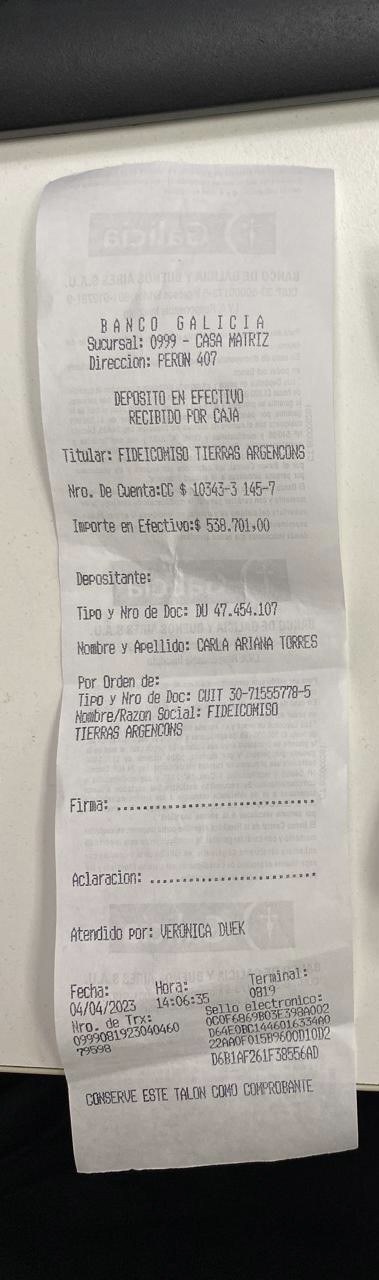 BANCO GALICIA
Sucursal: 0999 - CASA MATRIZ
Direccion: PERON 407
DEPOSITO EN EFECTIVO
RECIBIDO POR CAJA
Titular: FIDEICOMISO TIERRAS ARGENCONS
Nro. De Cuenta:CC $ 10343-3 145-7
Importe en Efectivo:$ 538.701,00
Depositante:
Tipo y Nro de Doc: DU 47.454.107
Nombre y Apellido: CARLA ARIANA TORRES
Por Orden de:
Tipo y Nro de Doc: CUIT 30-71555778-5
Nombre/Razon Social: FIDEICOMISO
TIERRAS ARGENCONS
Firma: ................................
Aclaracion: ...........................
Atendido por: VERONICA DUEK
Fecha: Hora: Terminal:
04/04/2023 14:06:35 0819
Nro. de Trx: Sello electronico:
0999081923040460 0C0F6869B03E398A002
79598 D64E0BC1446016334A0
22AA0F015B9600D10D2
D6B1AF261F38556AD
CONSERVE ESTE TALON COMO COMPROBANTE